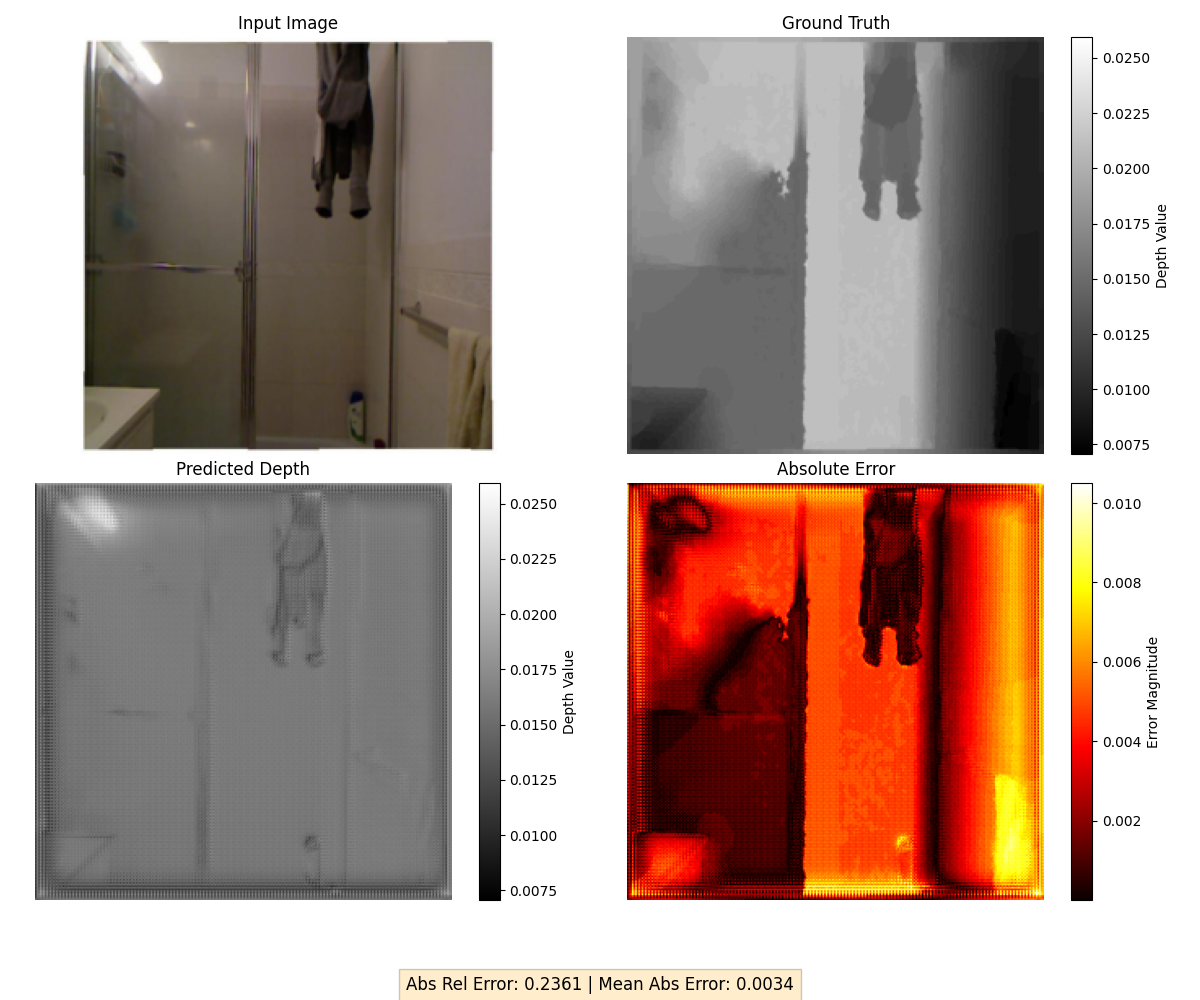 Input Image
Ground Truth
0.0250
0.0225
0.0200
0.0175
0.0150
0.0125
0.0100
0.0075
Depth Value
Predicted Depth
0.0250
0.0225
0.0200
0.0175
0.0150
0.0125
0.0100
0.0075
Depth Value
Absolute Error
0.010
0.008
0.006
0.004
0.002
Error Magnitude
Abs Rel Error: 0.2361 | Mean Abs Error: 0.0034